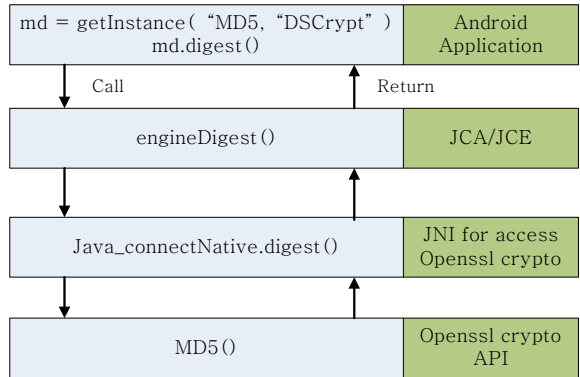 md = getInstance( “MD5, “DSCrypt” )
md.digest()
Android
Application
Call
Return
engineDigest()
JCA/JCE
Java_connectNative.digest()
JNI for access
Openssl crypto
MD5()
Openssl crypto
API